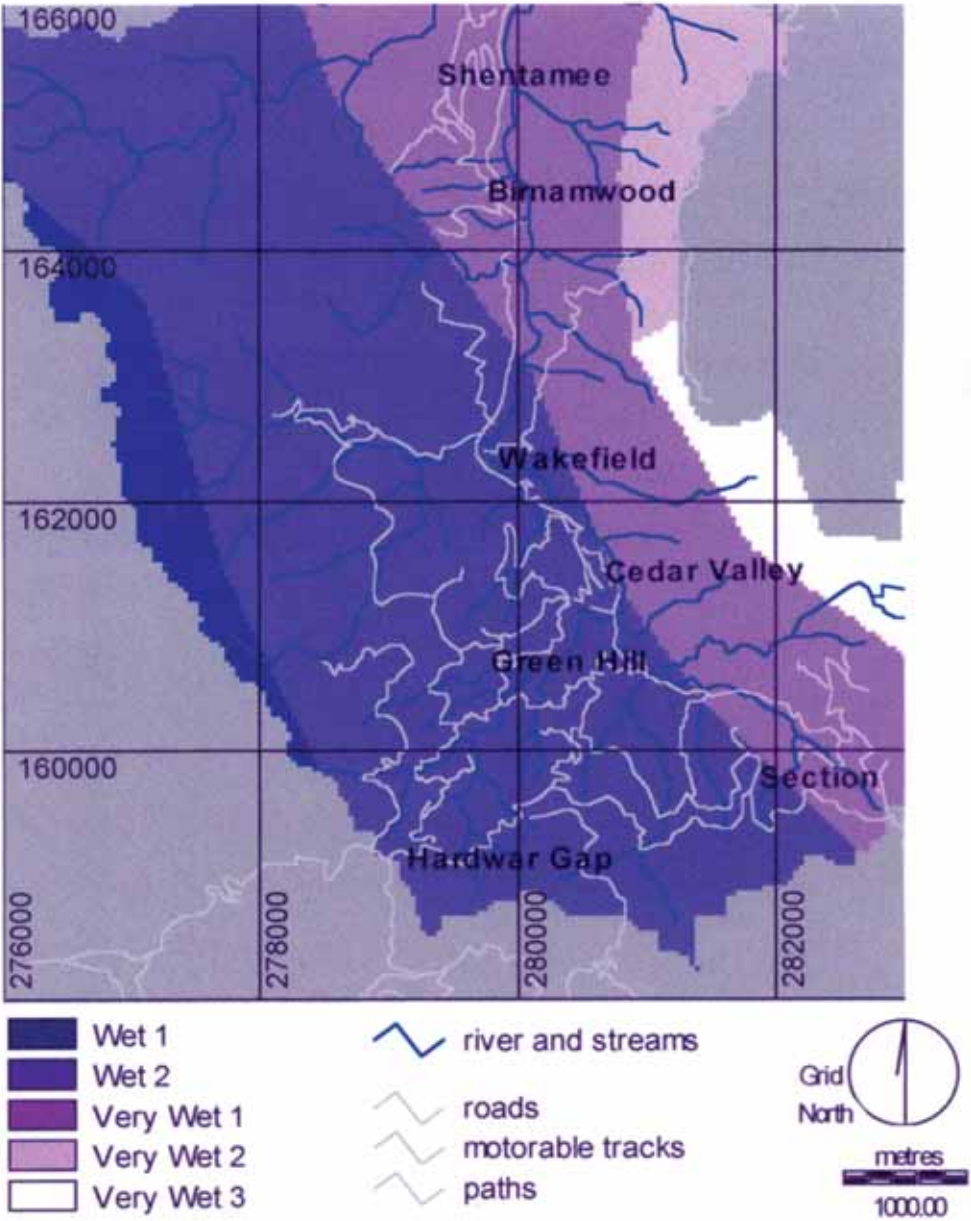 166000
Shentamee
Birnamwood
164000
Wakefield
162000
Cedar Valley
Green Hill
160000
Section
Hardwar Gap
276000
278000
280000
282000
Wet 1
Wet 2
Very Wet 1
Very Wet 2
Very Wet 3
river and streams
roads
motorable tracks
paths
Grid
North
metres
1000.00